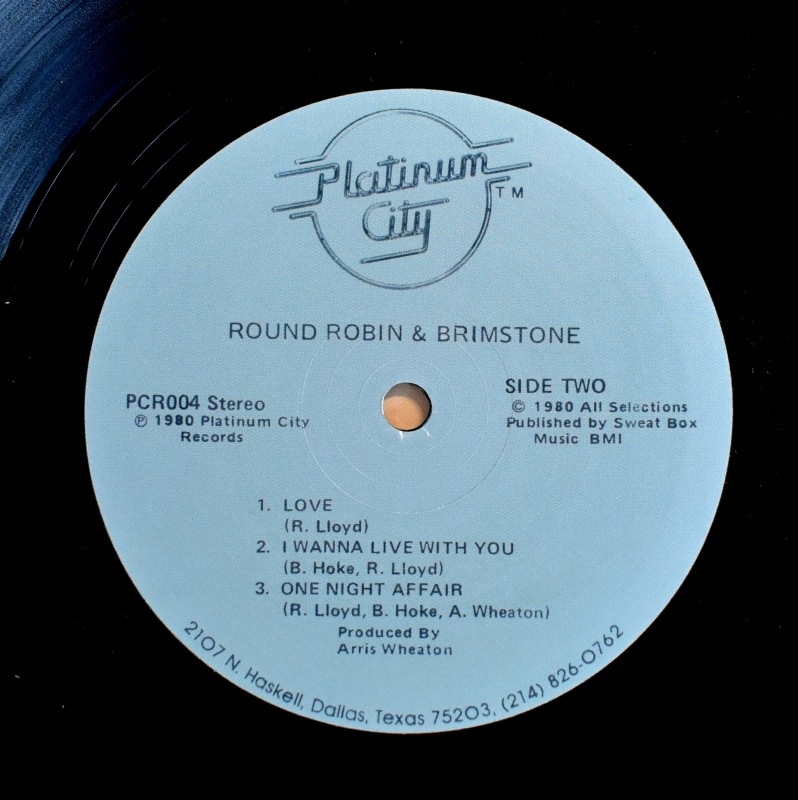 Platinum
City
TM
ROUND ROBIN & BRIMSTONE
PCR004 Stereo
℗ 1980 Platinum City
Records
SIDE TWO
© 1980 All Selections
Published by Sweat Box
Music BMI
1. LOVE
(R. Lloyd)
2. I WANNA LIVE WITH YOU
(B. Hoke, R. Lloyd)
3. ONE NIGHT AFFAIR
(R. Lloyd, B. Hoke, A. Wheaton)
Produced By
Arris Wheaton
2107 N. Haskell, Dallas, Texas 75203, (214) 826-0762